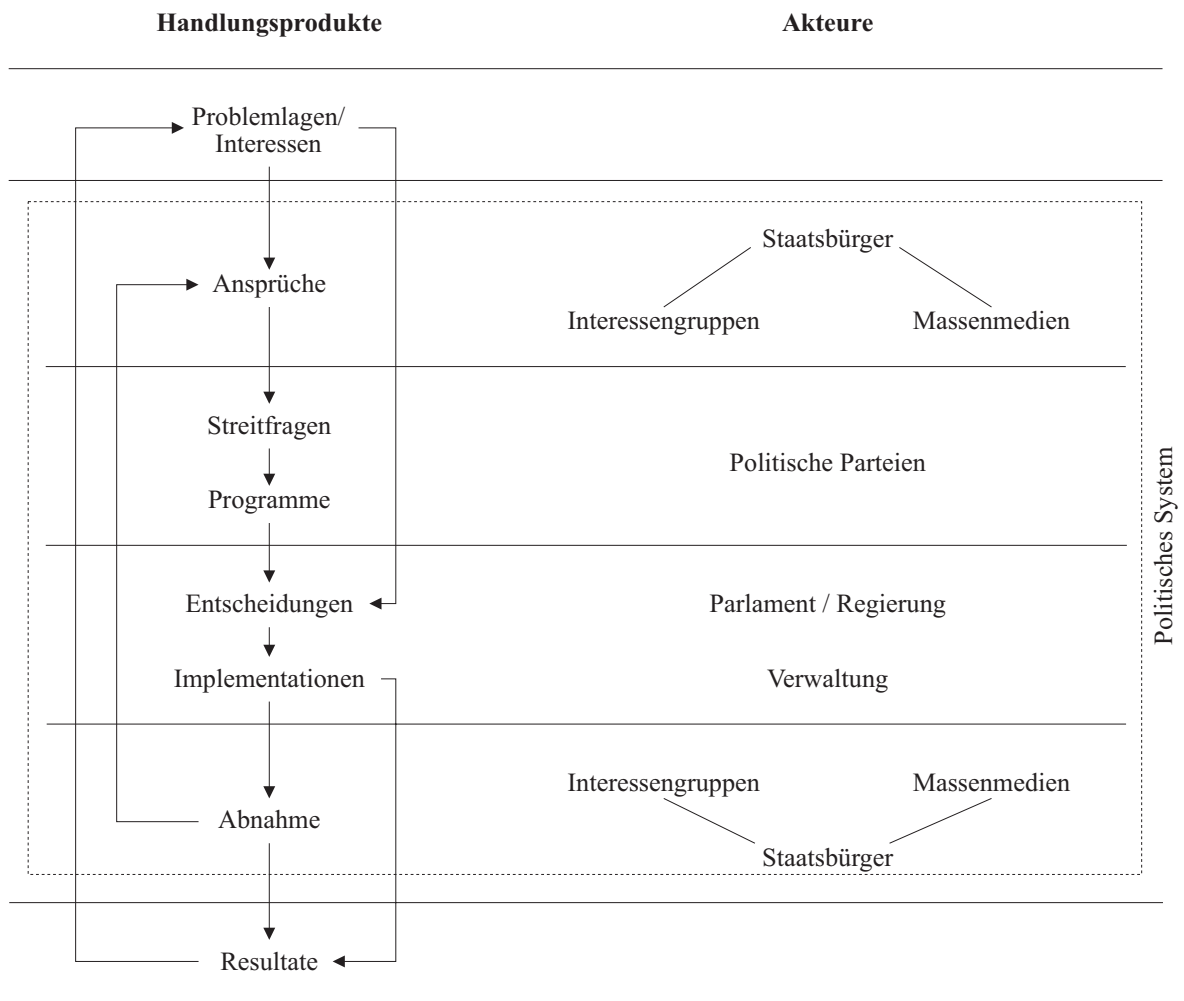 Handlungsprodukte Akteure
Problemlagen/
Interessen
Staatsbürger
Ansprüche
Interessengruppen Massenmedien
Streitfragen
Politische Parteien
Programme
Entscheidungen Parlament / Regierung
Implementationen Verwaltung
Interessengruppen Massenmedien
Abnahme
Staatsbürger
Resultate
Politisches System